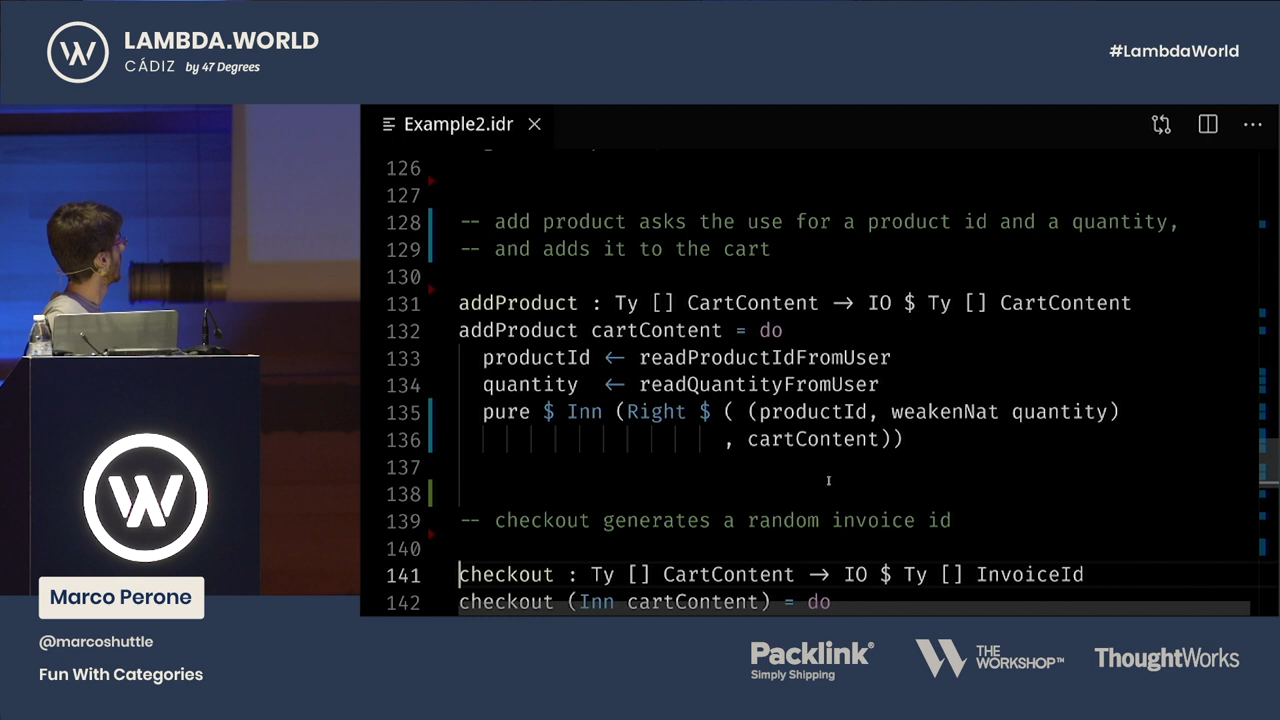 LAMBDA.WORLD
CÁDIZ by 47 Degrees
#LambdaWorld
Example2.idr
126
127
128 -- add product asks the use for a product id and a quantity,
129 -- and adds it to the cart
130
131 addProduct : Ty [] CartContent → IO $ Ty [] CartContent
132 addProduct cartContent = do
133 productId ← readProductIdFromUser
134 quantity ← readQuantityFromUser
135 pure $ Inn (Right $ ( (productId, weakenNat quantity)
136 , cartContent))
137
138
139 -- checkout generates a random invoice id
140
141 checkout : Ty [] CartContent → IO $ Ty [] InvoiceId
142 checkout (Inn cartContent) = do
W
Marco Perone
@marcoshuttle
Fun With Categories
Packlink®
Simply Shipping
THE
WORKSHOP™
ThoughtWorks